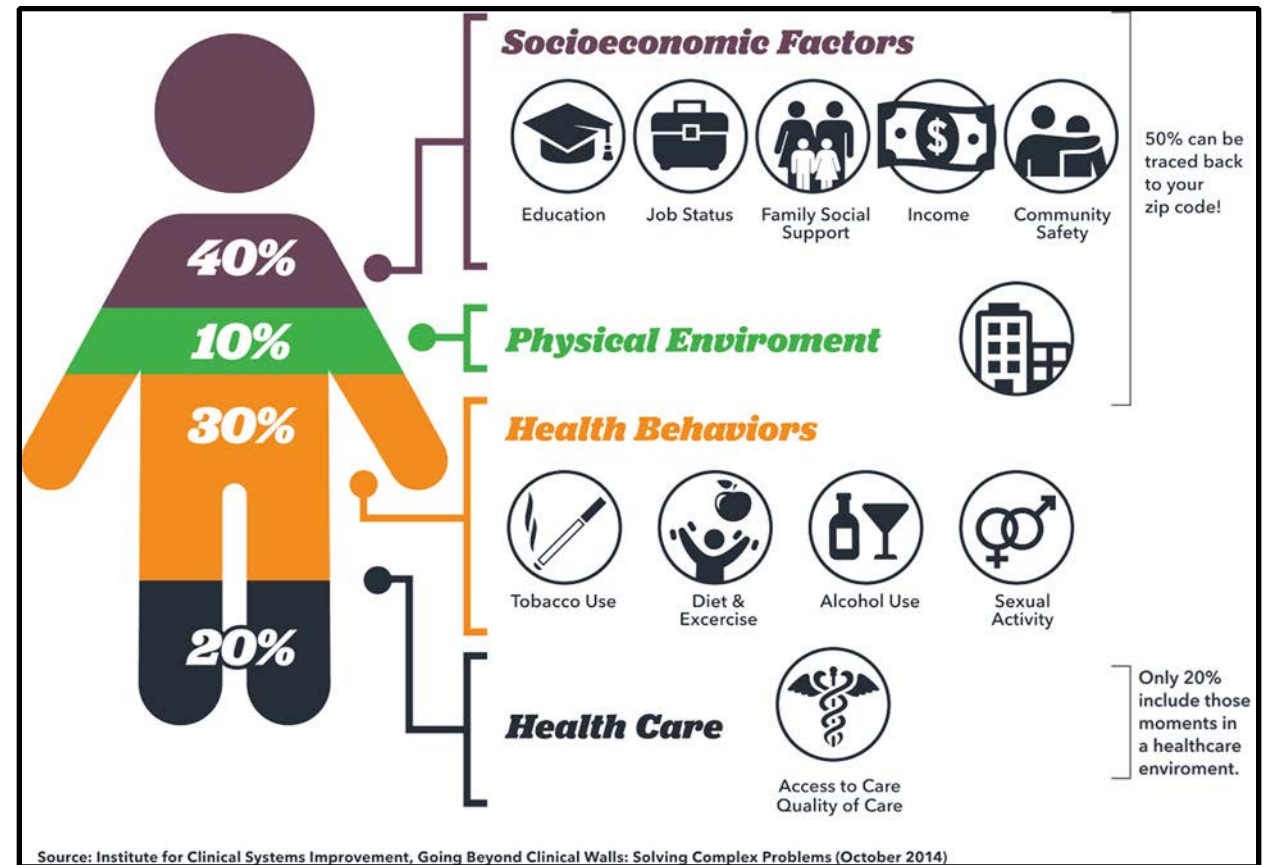 Socioeconomic Factors
Education
Job Status
Family Social
Support
Income
Community
Safety
50% can be
traced back
to your
zip code!
40%
10%
Physical Enviroment
30%
Health Behaviors
Tobacco Use
Diet &
Excercise
Alcohol Use
Sexual
Activity
20%
Health Care
Access to Care
Quality of Care
Only 20%
include those
moments in
a healthcare
enviroment.
Source: Institute for Clinical Systems Improvement, Going Beyond Clinical Walls: Solving Complex Problems (October 2014)